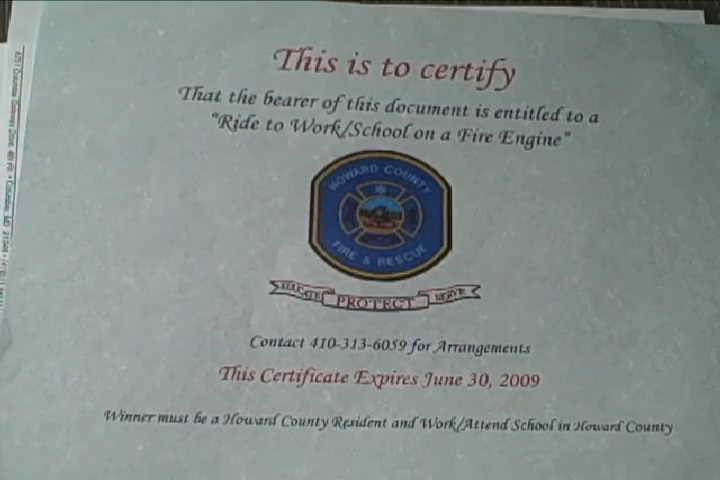 This is to certify
That the bearer of this document is entitled to a
"Ride to Work/School on a Fire Engine"
HOWARD COUNTY
FIRE & RESCUE
EDUCATE PROTECT SERVE
Contact 410-313-6059 for Arrangements
This Certificate Expires June 30, 2009
Winner must be a Howard County Resident and Work/Attend School in Howard County